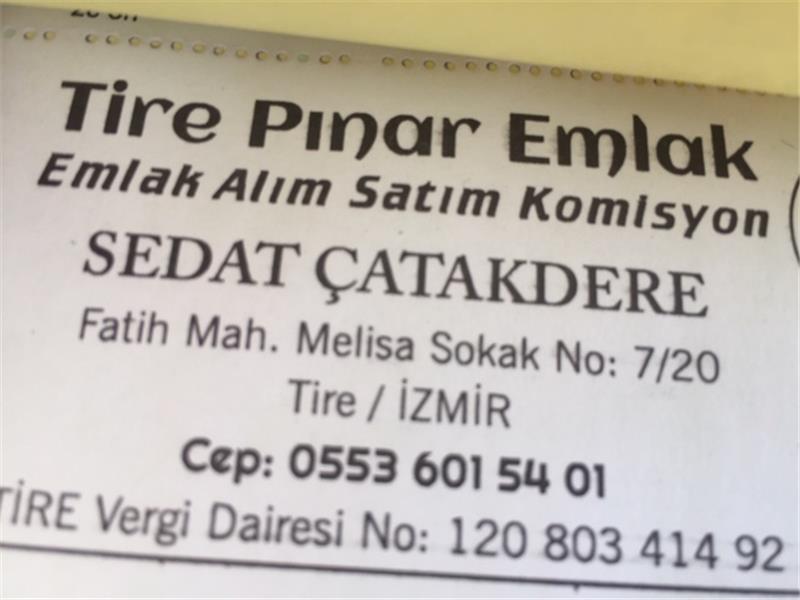 Tire Pınar Emlak
Emlak Alım Satım Komisyon
SEDAT ÇATAKDERE
Fatih Mah. Melisa Sokak No: 7/20
Tire / İZMİR
Cep: 0553 601 54 01
TİRE Vergi Dairesi No: 120 803 414 92